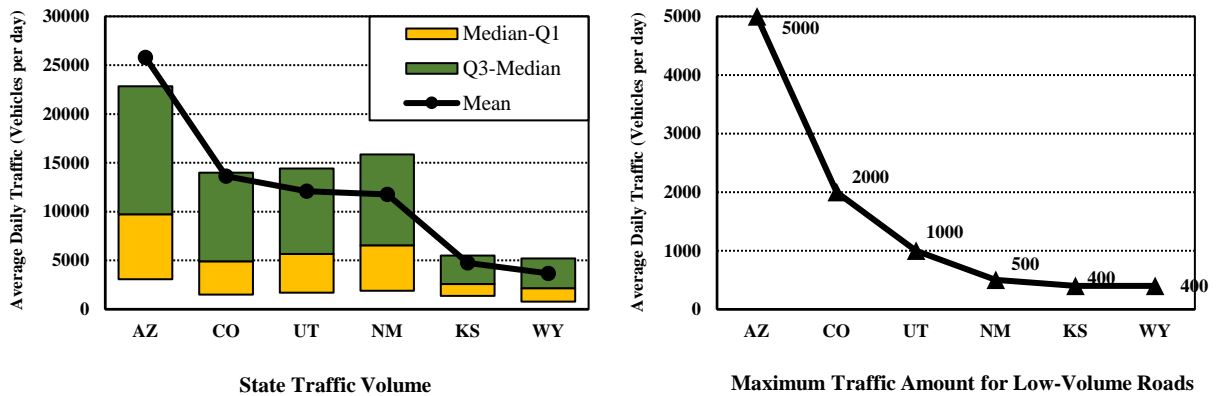 Average Daily Traffic (Vehicles per day)
30000
25000
20000
15000
10000
5000
0
Median-Q1
Q3-Median
Mean
AZ CO UT NM KS WY
State Traffic Volume
Average Daily Traffic (Vehicles per day)
5000
4000
3000
2000
1000
0
5000
2000
1000
500
400
400
AZ CO UT NM KS WY
Maximum Traffic Amount for Low-Volume Roads